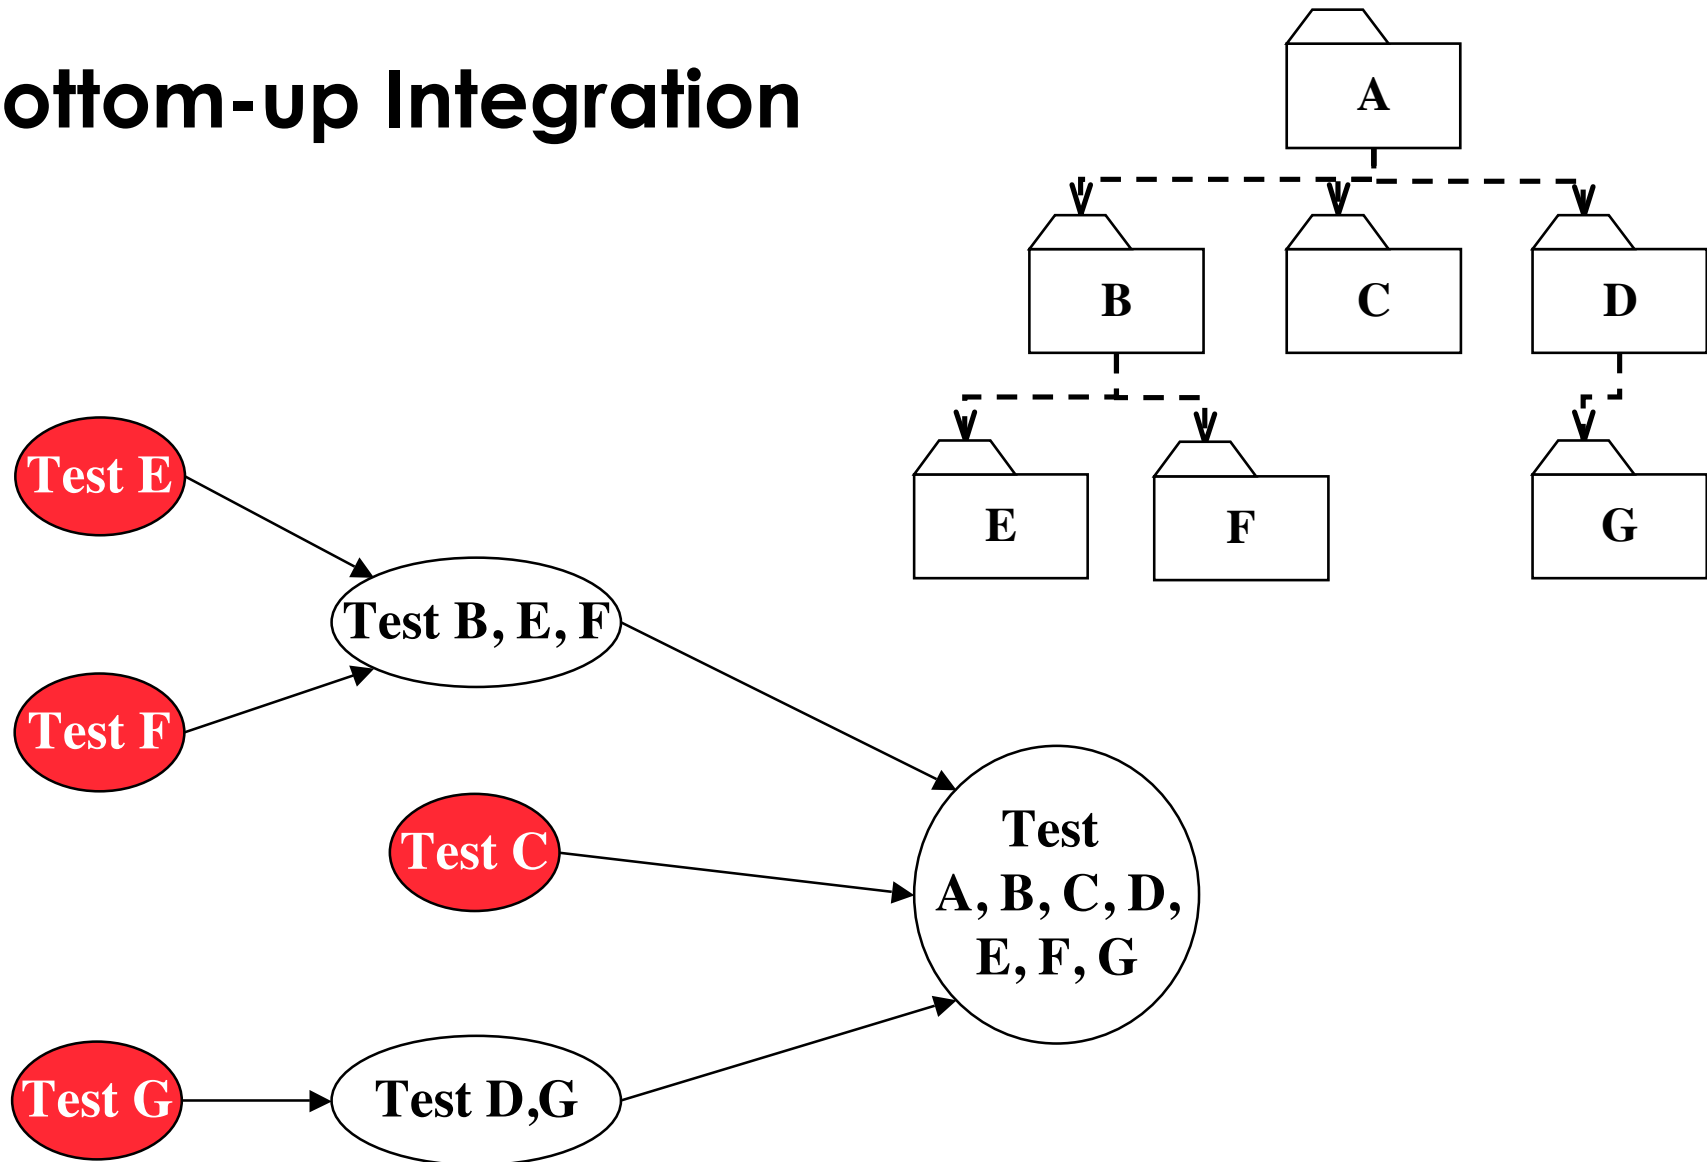 ottom-up Integration
A
B
C
D
E
F
G
Test E
Test B, E, F
Test F
Test C
Test
A, B, C, D,
E, F, G
Test G
Test D,G